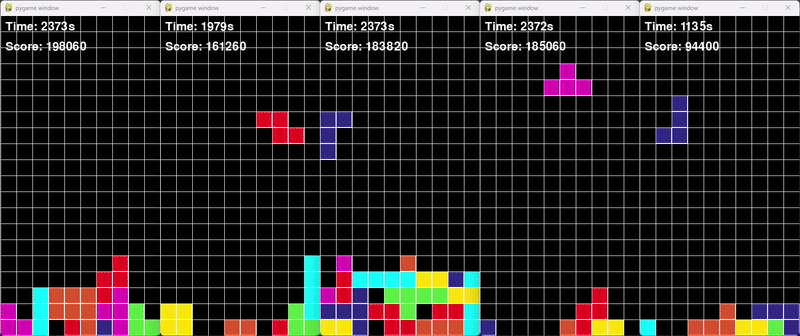 pygame window
Time: 2373s
Score: 198060
pygame window
Time: 1979s
Score: 161260
pygame window
Time: 2373s
Score: 183820
pygame window
Time: 2372s
Score: 185060
pygame window
Time: 1135s
Score: 94400